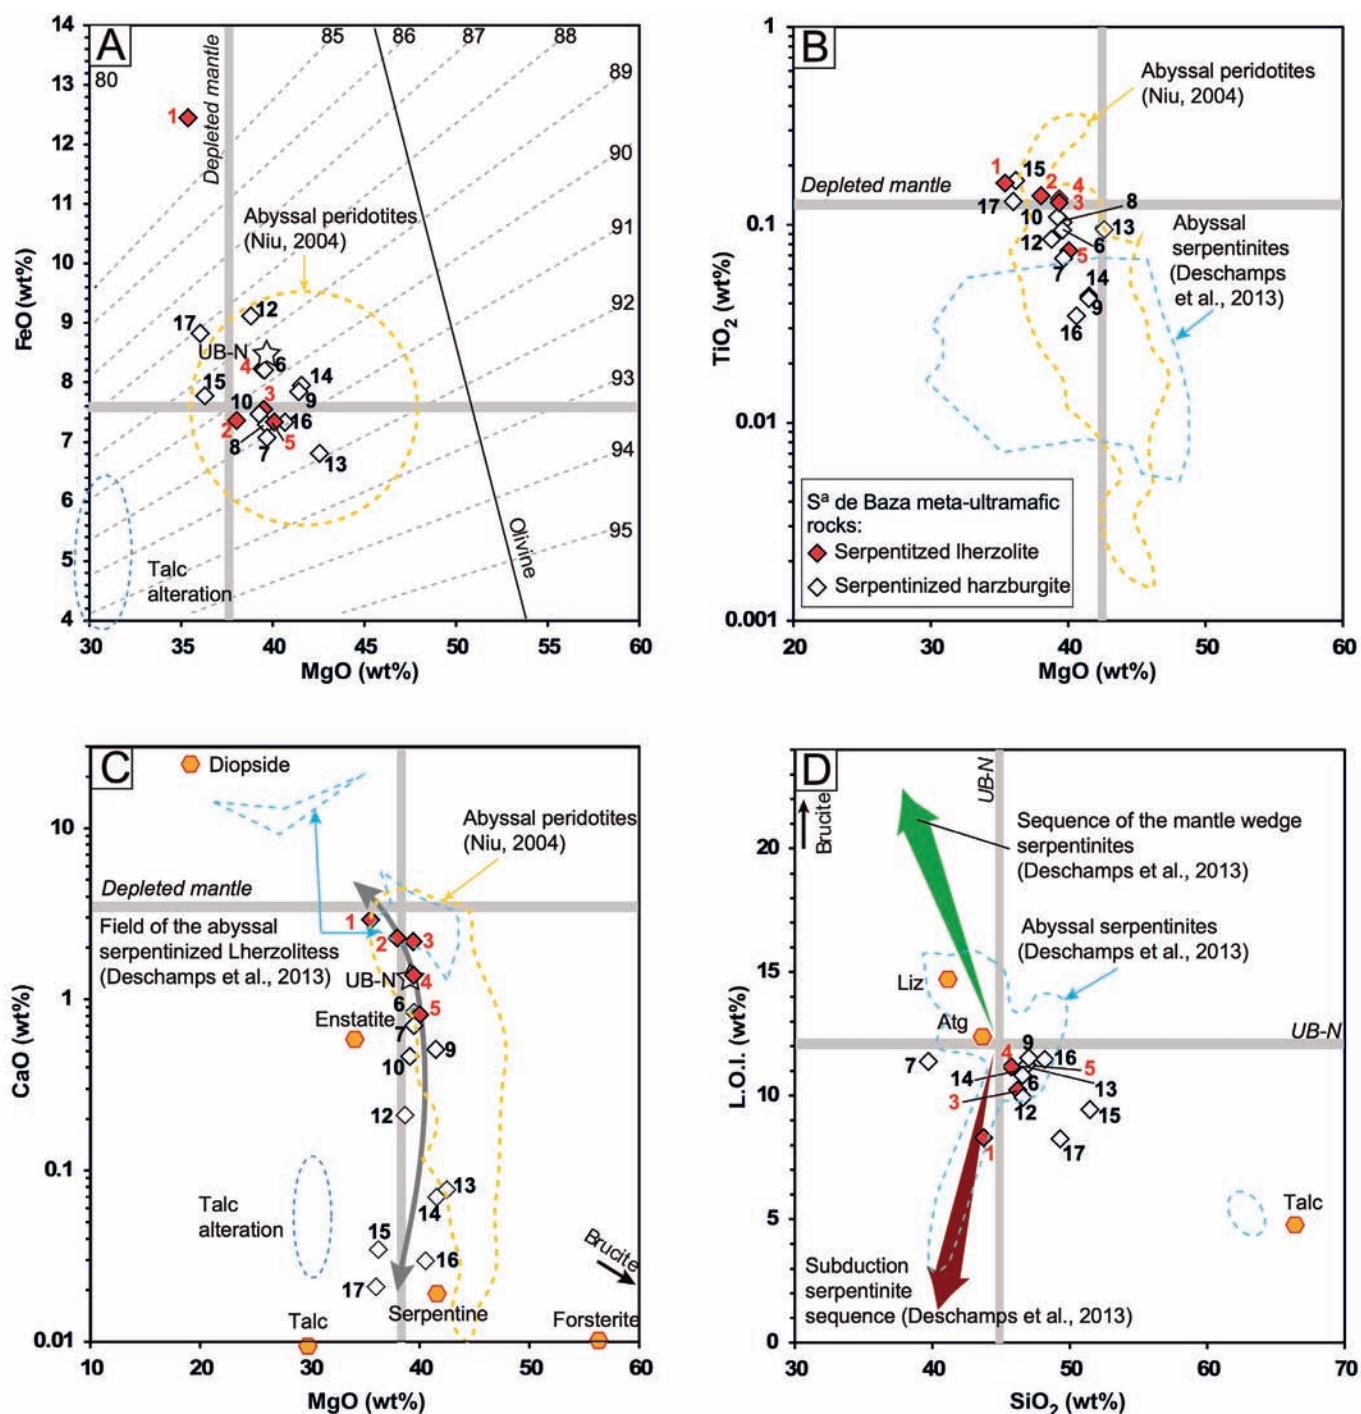 A
80
14
13
12
11
10
9
8
7
6
5
4
FeO (wt%)
30
35
40
45
50
55
60
MgO (wt%)
85
86
87
88
89
90
91
92
93
94
95
Depleted mantle
Abyssal peridotites
(Niu, 2004)
Olivine
Talc
alteration
UB-N
1
17
12
4
6
15
14
9
10
3
2
8
7
5
16
13
B
1
0.1
0.01
0.001
TiO2 (wt%)
20
30
40
50
60
MgO (wt%)
Abyssal peridotites
(Niu, 2004)
Depleted mantle
Abyssal
serpentinites
(Deschamps
et al., 2013)
1
15
2
4
3
17
10
8
13
12
6
5
7
14
9
16
Sª de Baza meta-ultramafic
rocks:
Serpentitzed lherzolite
Serpentinized harzburgite
C
Diopside
10
1
0.1
0.01
CaO (wt%)
10
20
30
40
50
60
MgO (wt%)
Abyssal peridotites
(Niu, 2004)
Depleted mantle
Field of the abyssal
serpentinized Lherzolitess
(Deschamps et al., 2013)
1
2
3
UB-N
4
Enstatite
6
5
7
10
9
12
13
14
15
16
17
Talc
alteration
Brucite
Talc
Serpentine
Forsterite
D
Brucite
UB-N
20
15
10
5
0
L.O.I. (wt%)
30
40
50
60
70
SiO2 (wt%)
Sequence of the mantle wedge
serpentinites
(Deschamps et al., 2013)
Abyssal serpentinites
(Deschamps et al., 2013)
Liz
Atg
UB-N
7
4
9
16
14
6
5
13
3
12
15
1
17
Talc
Subduction
serpentinite
sequence (Deschamps et al., 2013)